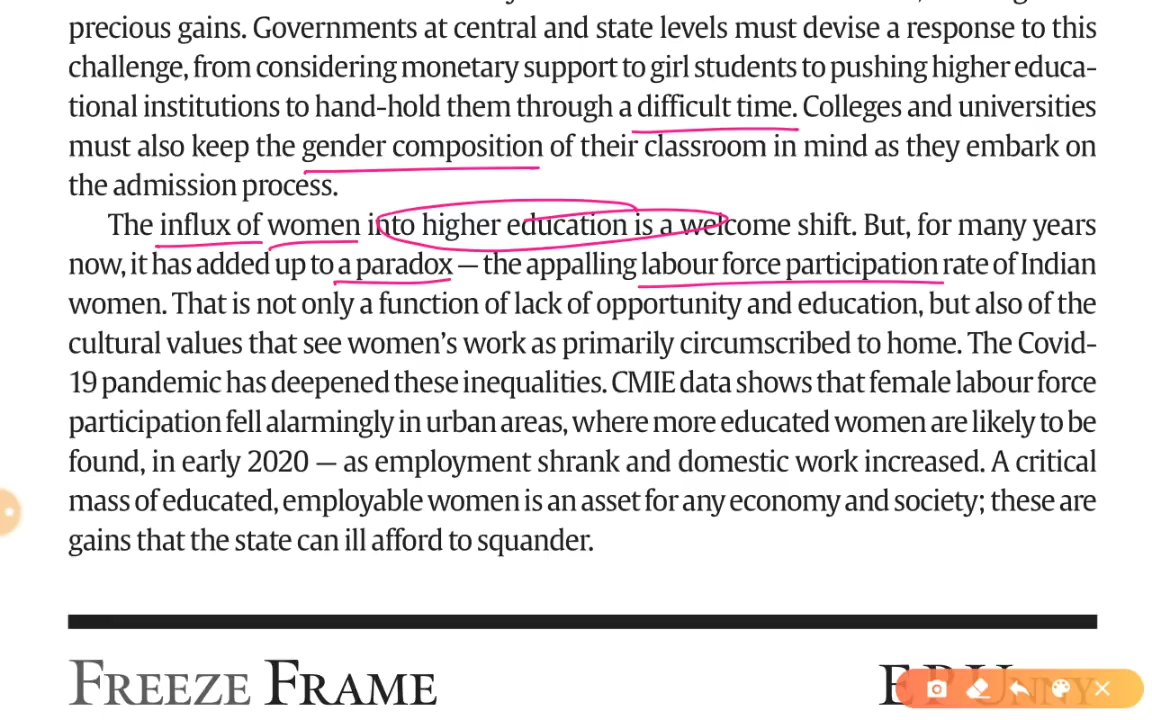 precious gains. Governments at central and state levels must devise a response to this
challenge, from considering monetary support to girl students to pushing higher educa-
tional institutions to hand-hold them through a difficult time. Colleges and universities
must also keep the gender composition of their classroom in mind as they embark on
the admission process.
The influx of women into higher education is a welcome shift. But, for many years
now, it has added up to a paradox — the appalling labour force participation rate of Indian
women. That is not only a function of lack of opportunity and education, but also of the
cultural values that see women's work as primarily circumscribed to home. The Covid-
19 pandemic has deepened these inequalities. CMIE data shows that female labour force
participation fell alarmingly in urban areas, where more educated women are likely to be
found, in early 2020 — as employment shrank and domestic work increased. A critical
mass of educated, employable women is an asset for any economy and society; these are
gains that the state can ill afford to squander.
FREEZE FRAME
E P UNNY